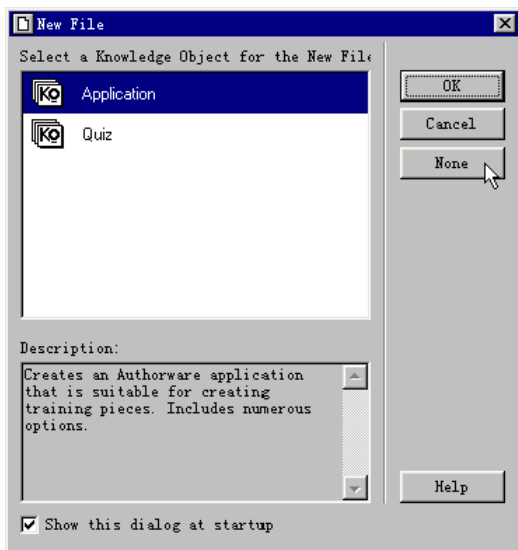 New File
Select a Knowledge Object for the New File
Application
Quiz
OK
Cancel
None
Description:
Creates an Authorware application
that is suitable for creating
training pieces. Includes numerous
options.
Help
Show this dialog at startup